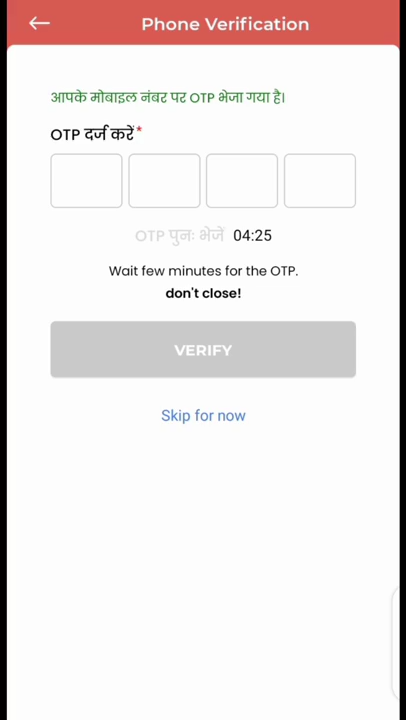 Phone Verification
आपके मोबाइल नंबर पर OTP भेजा गया है।
OTP दर्ज करें*
OTP पुनः भेजें 04:25
Wait few minutes for the OTP.
don't close!
VERIFY
Skip for now